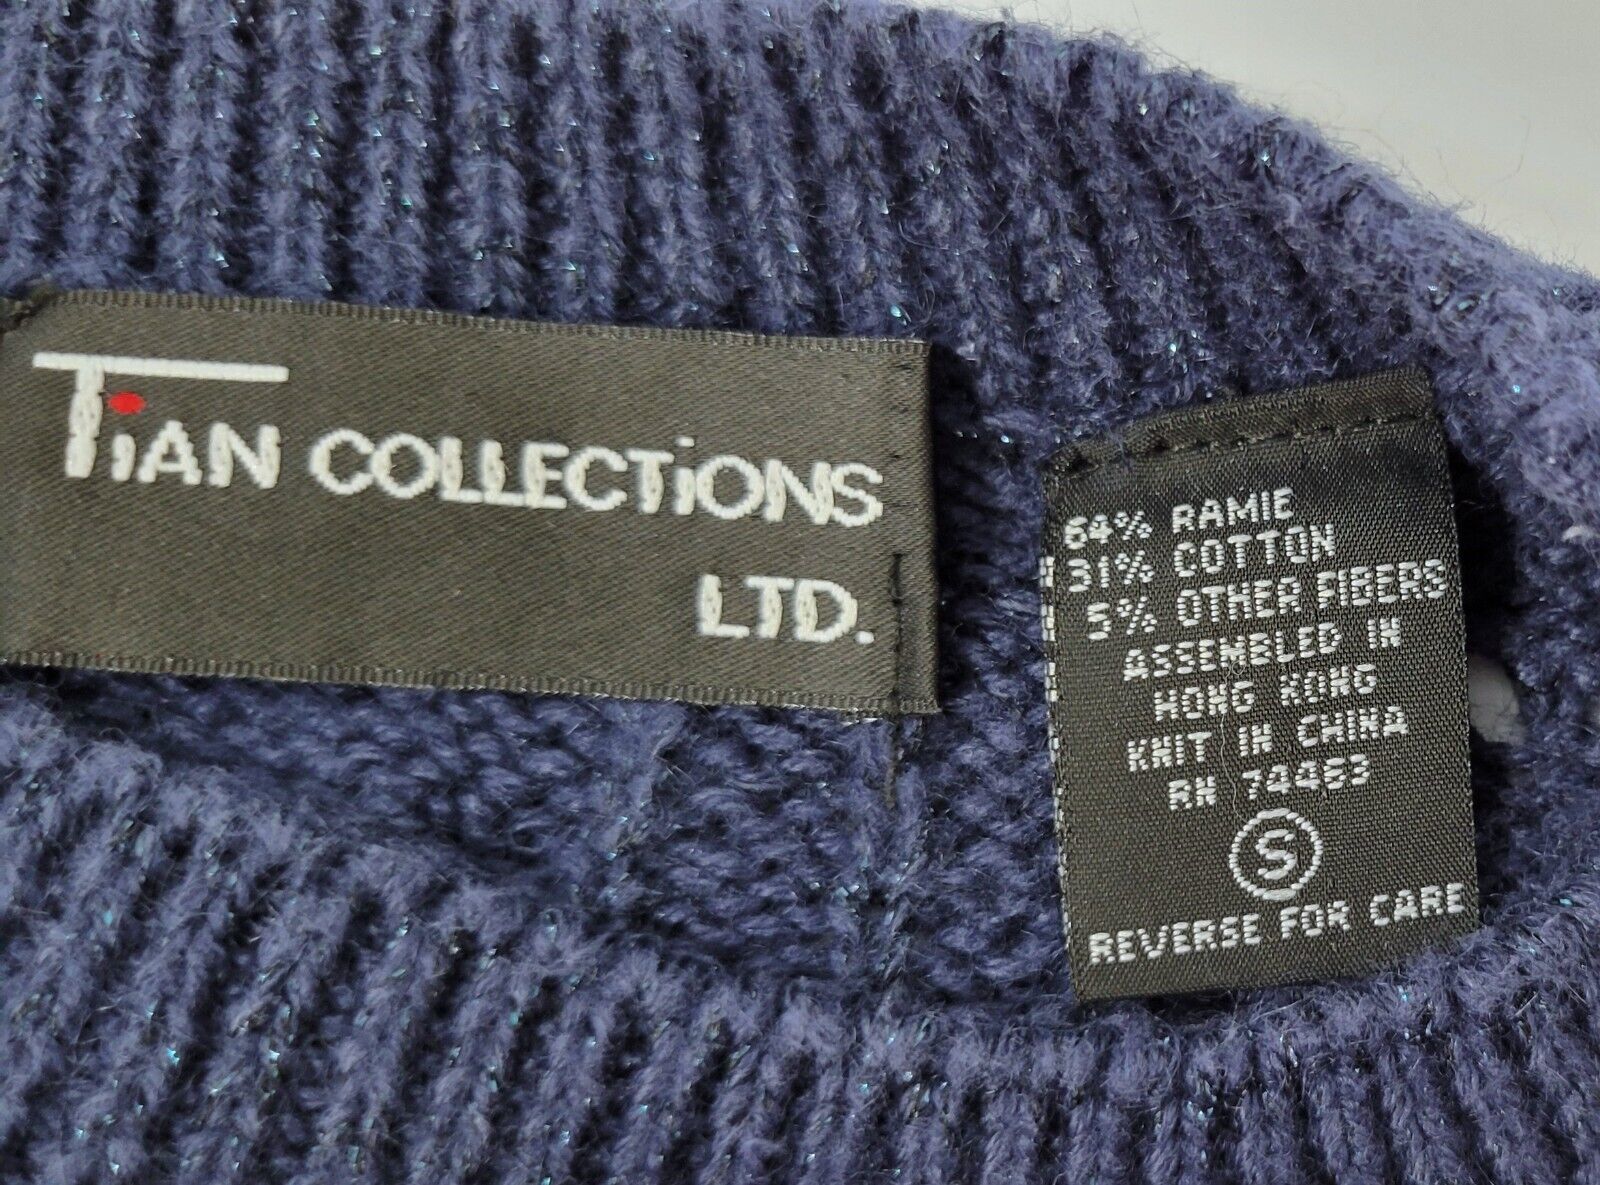 TiAN COLLECTiONS
LTD.
64% RAMIE
31% COTTON
5% OTHER FIBERS
ASSEMBLED IN
HONG KONG
KNIT IN CHINA
RN 74469
S
REVERSE FOR CARE